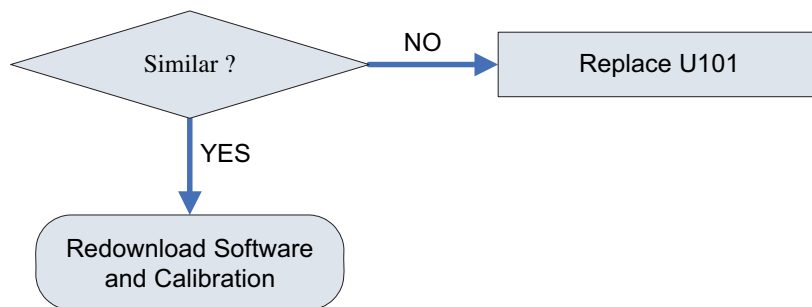 Similar ?
NO
Replace U101
YES
Redownload Software
and Calibration